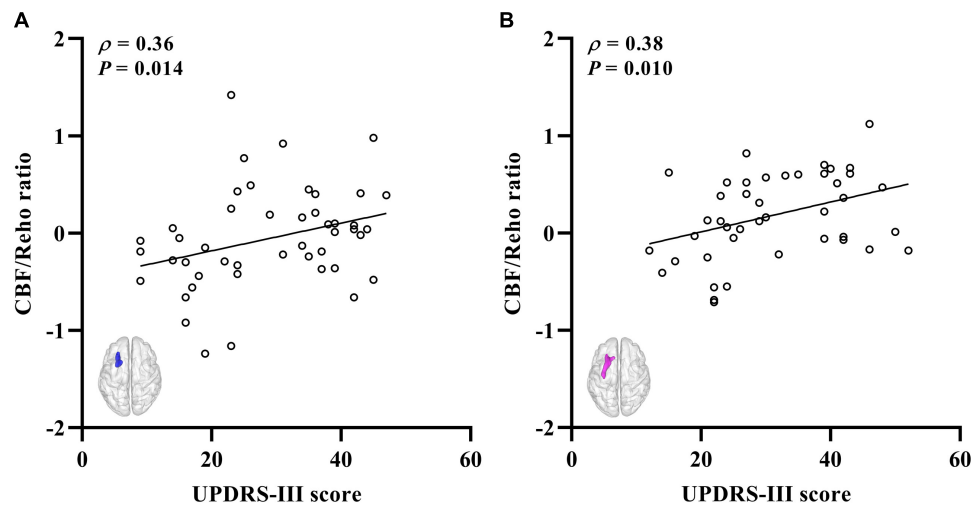 A
B
ρ = 0.36
P = 0.014
ρ = 0.38
P = 0.010
CBF/Reho ratio
2
1
0
-1
-2
0
20
40
60
UPDRS-III score
CBF/Reho ratio
2
1
0
-1
-2
0
20
40
60
UPDRS-III score